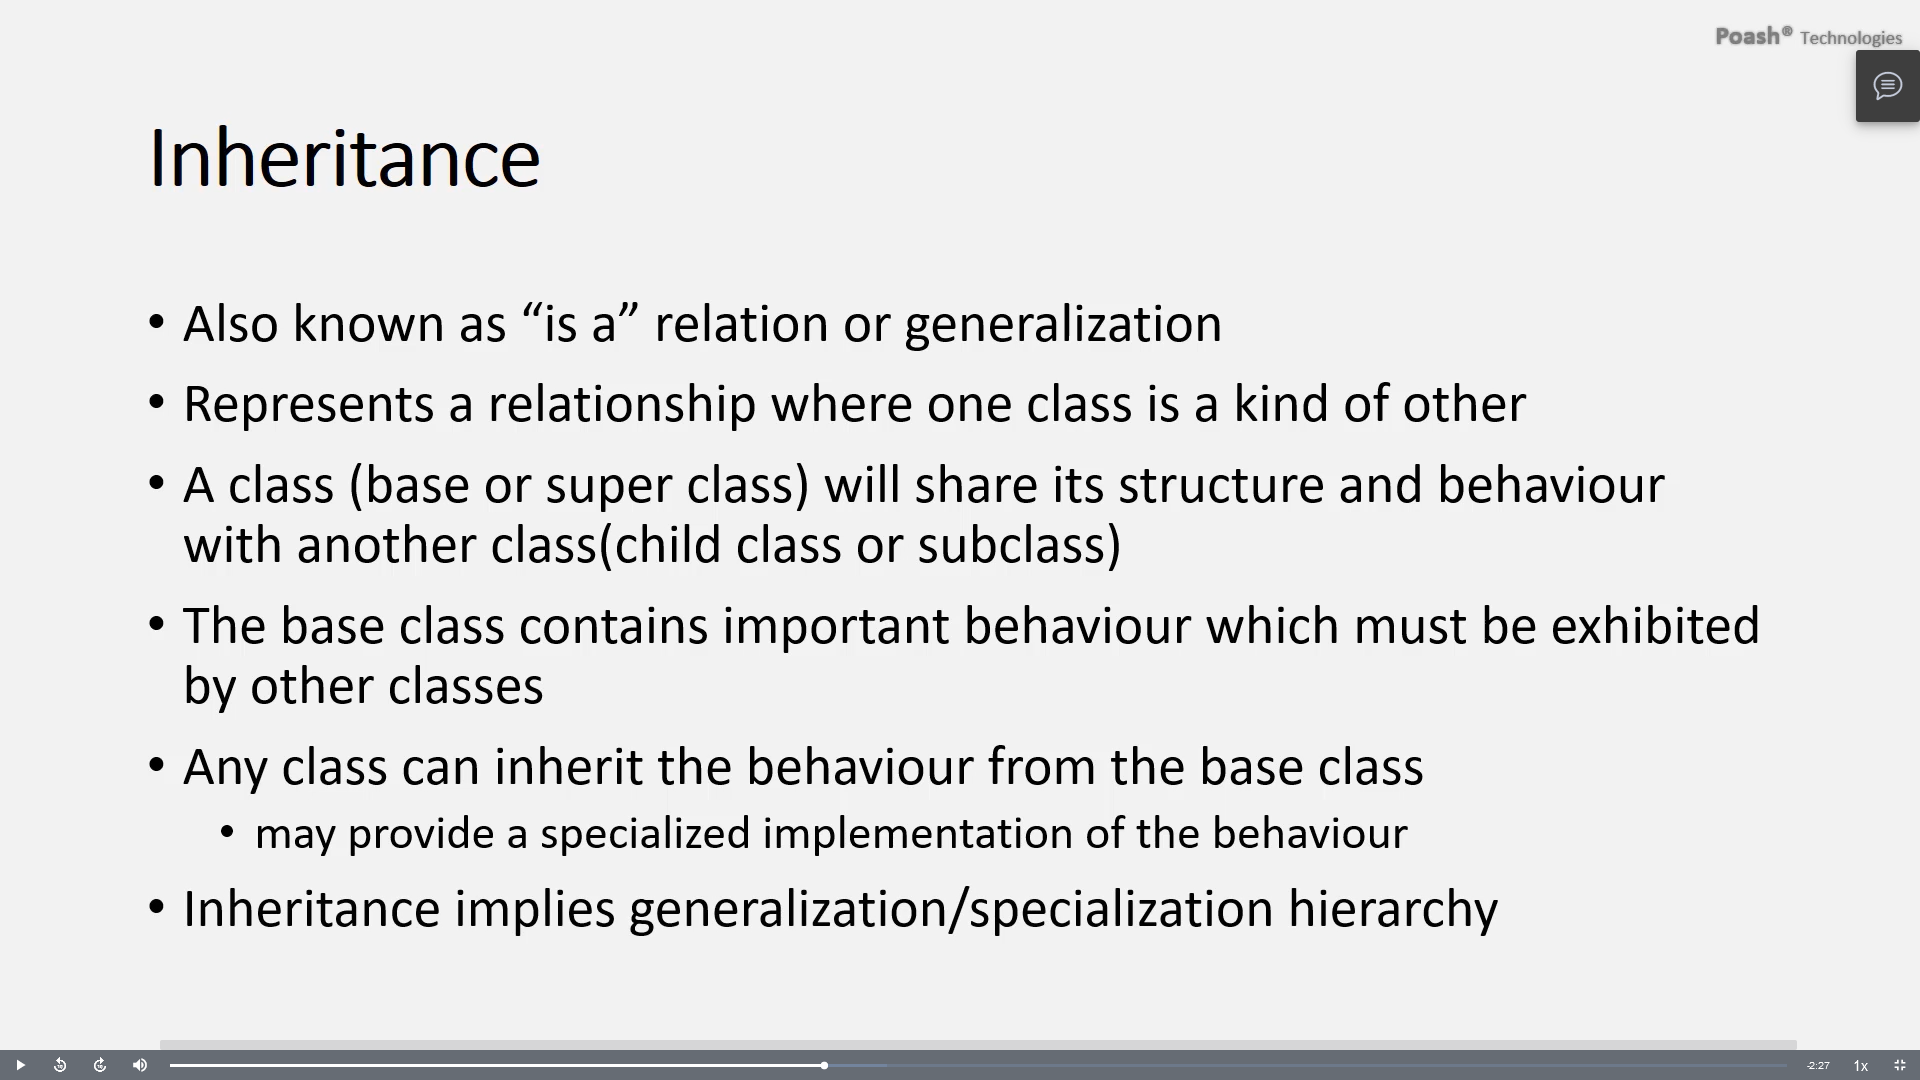 Poash® Technologies
Inheritance
• Also known as “is a” relation or generalization
• Represents a relationship where one class is a kind of other
• A class (base or super class) will share its structure and behaviour
with another class(child class or subclass)
• The base class contains important behaviour which must be exhibited
by other classes
• Any class can inherit the behaviour from the base class
• may provide a specialized implementation of the behaviour
• Inheritance implies generalization/specialization hierarchy
-2:27 1x